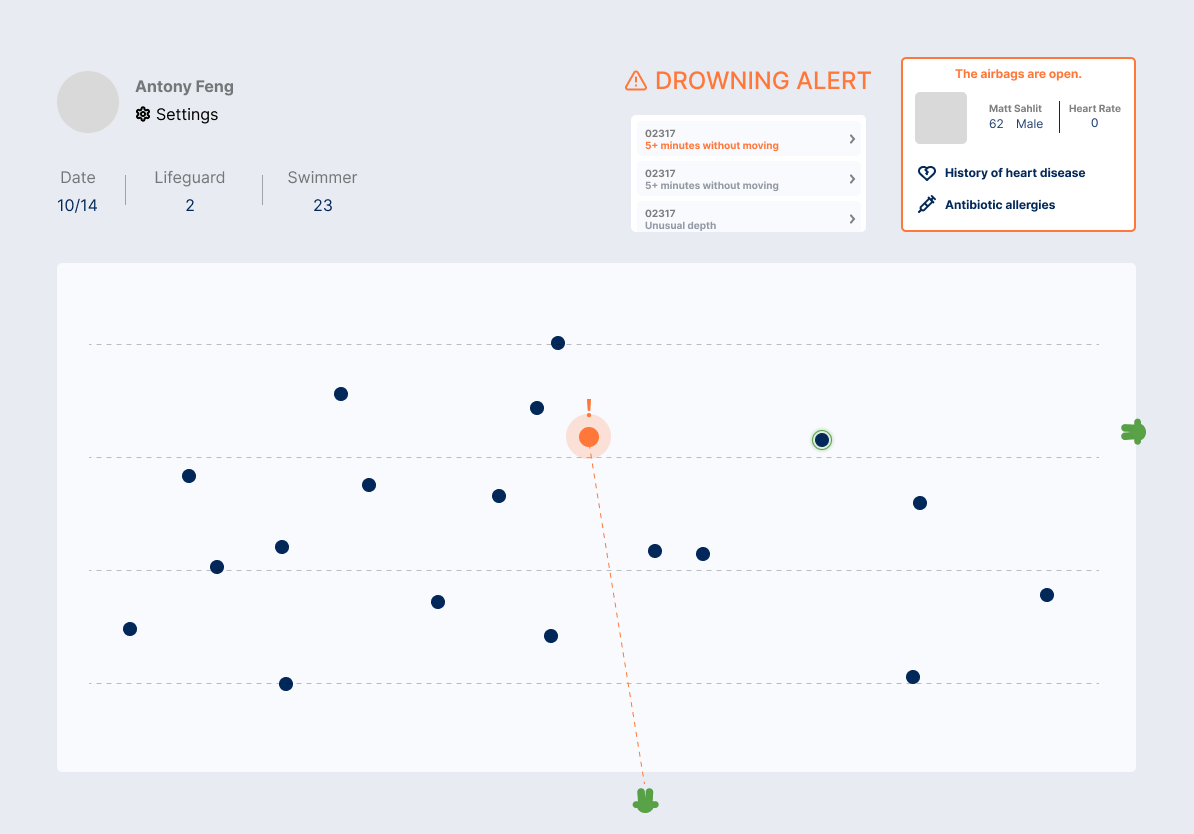 Antony Feng
Settings
Date
Lifeguard
Swimmer
10/14
2
23
DROWNING ALERT
02317
5+ minutes without moving
02317
5+ minutes without moving
02317
Unusual depth
The airbags are open.
Matt Sahlit
Heart Rate
62 Male
0
History of heart disease
Antibiotic allergies
!